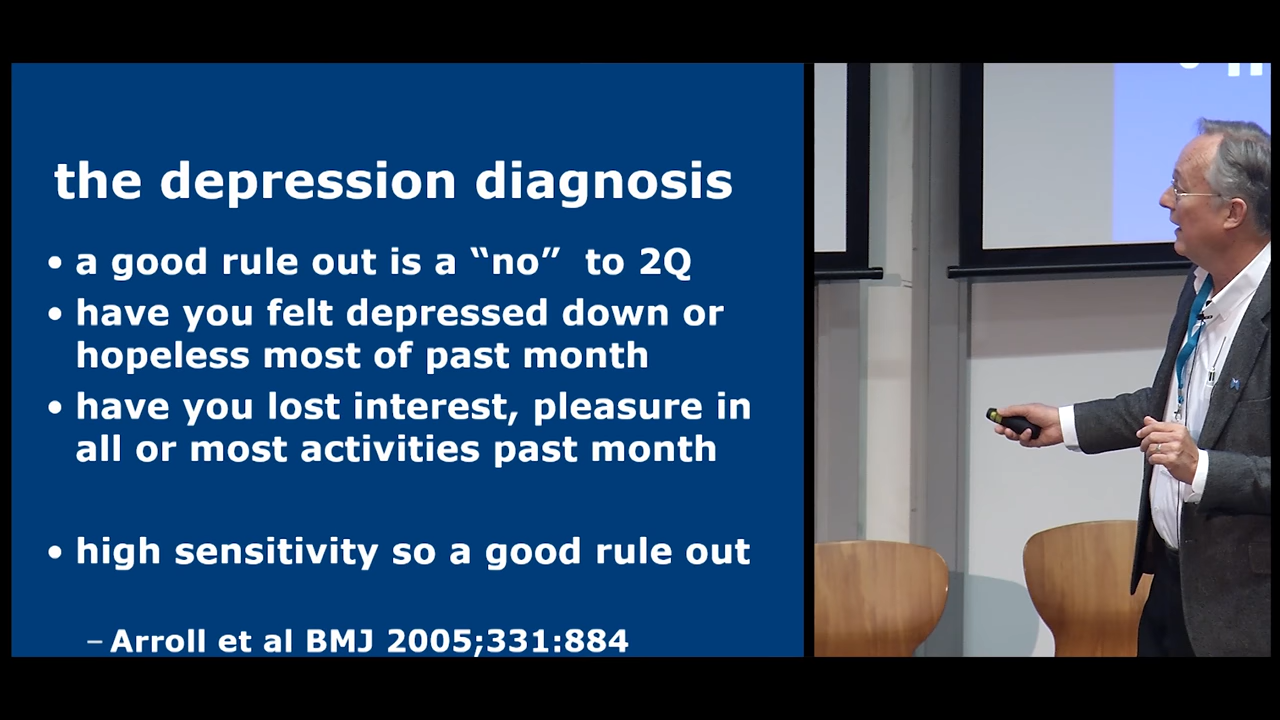 the depression diagnosis
• a good rule out is a “no”  to 2Q
• have you felt depressed down or
hopeless most of past month
• have you lost interest, pleasure in
all or most activities past month
• high sensitivity so a good rule out
– Arroll et al BMJ 2005;331:884